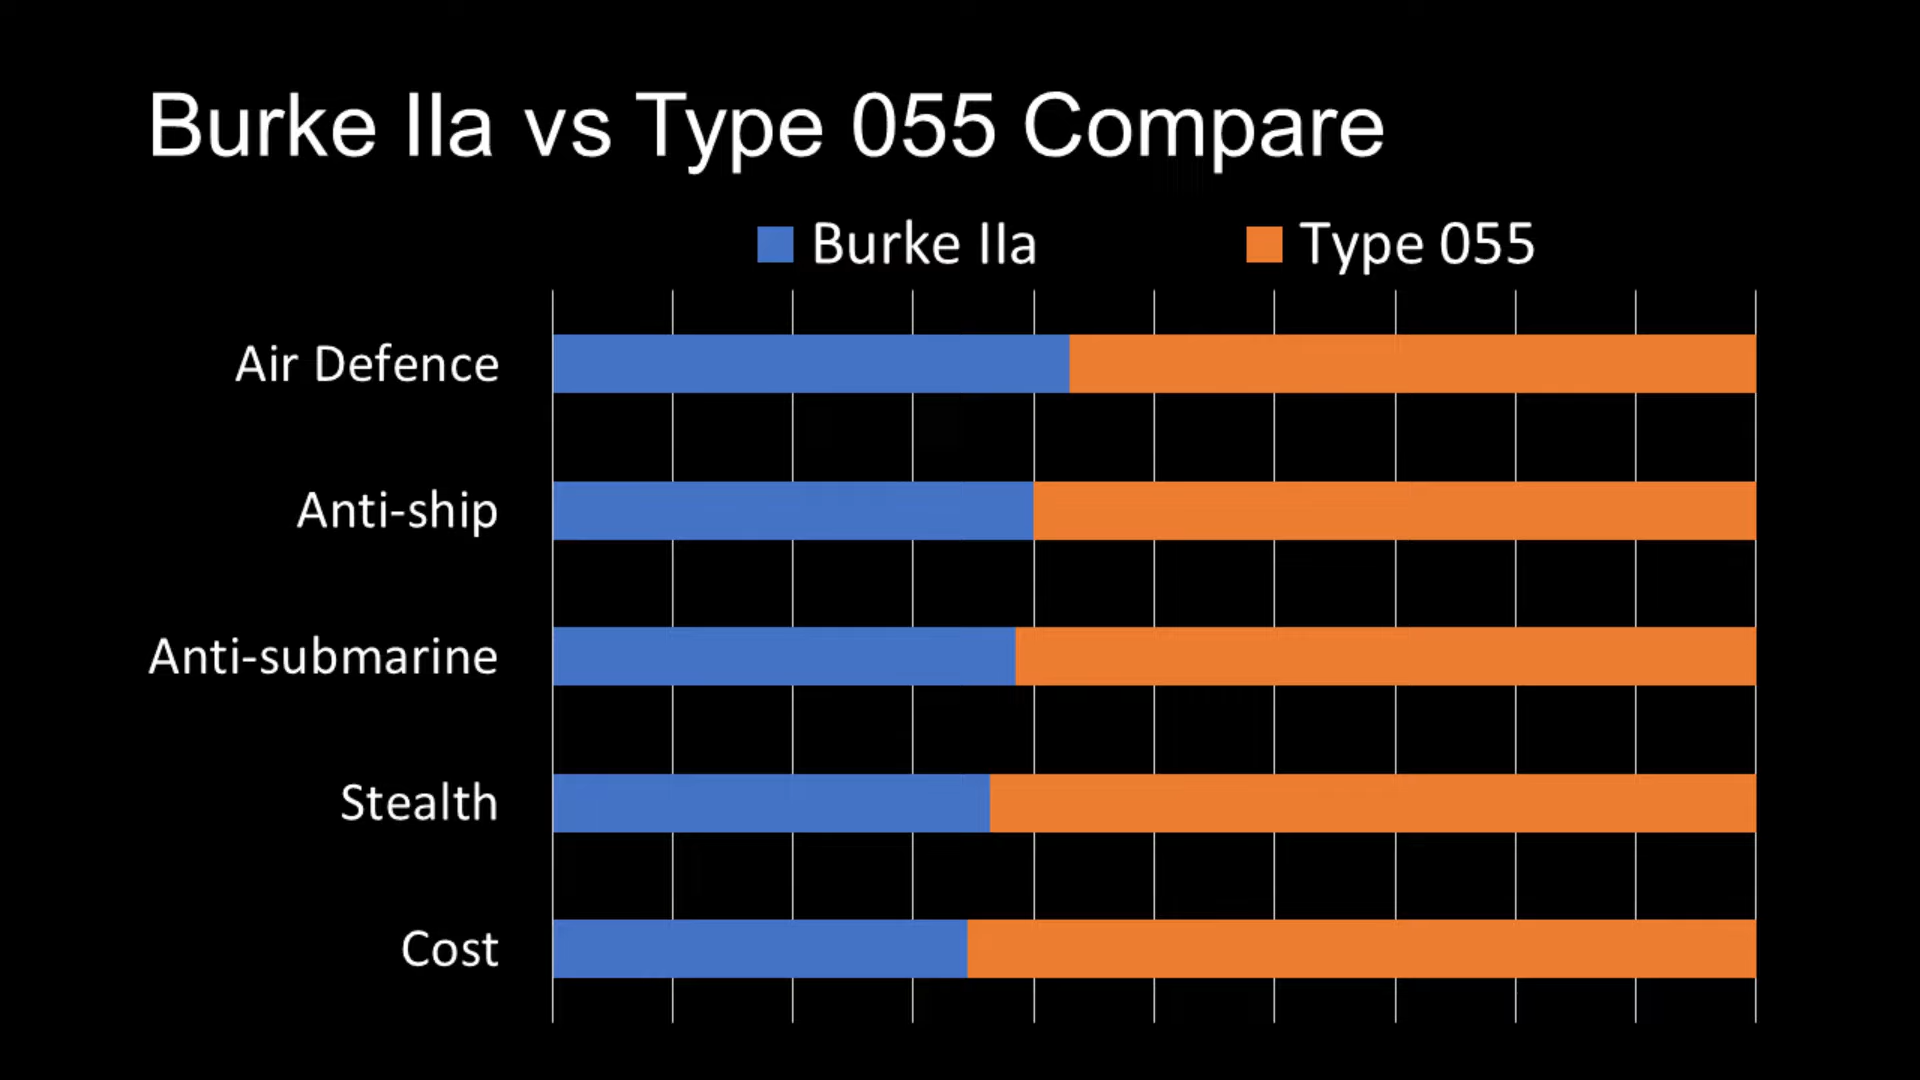 Burke IIa vs Type 055 Compare
Burke IIa
Type 055
Air Defence
Anti-ship
Anti-submarine
Stealth
Cost